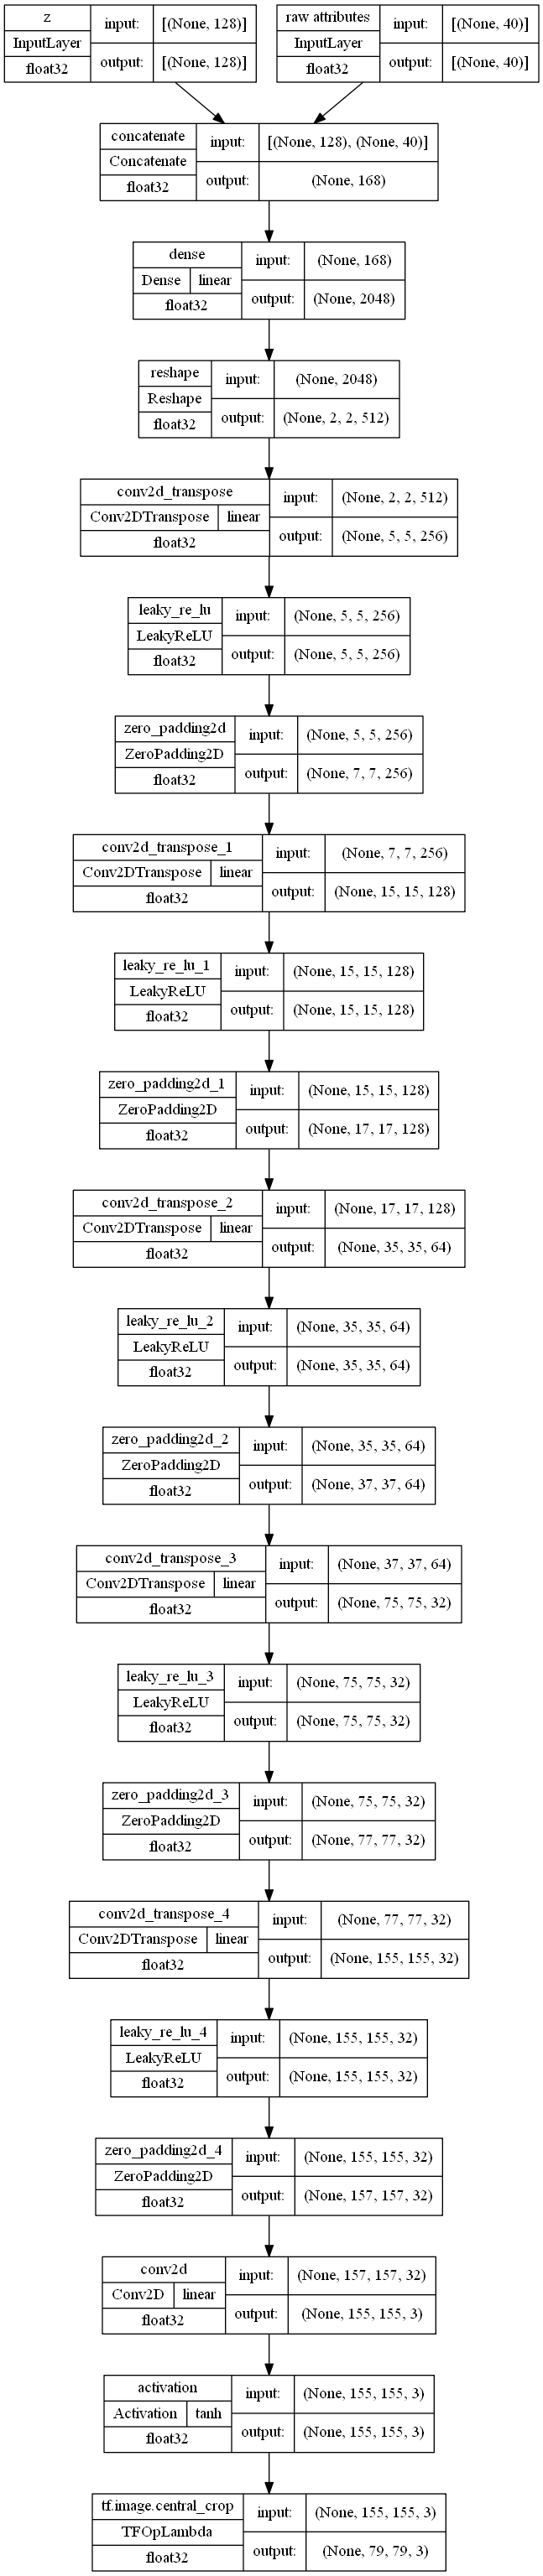 z
InputLayer
float32
input:
[(None, 128)]
output:
[(None, 128)]
raw attributes
InputLayer
float32
input:
[(None, 40)]
output:
[(None, 40)]
concatenate
Concatenate
float32
input:
[(None, 128), (None, 40)]
output:
(None, 168)
dense
Dense linear
float32
input:
(None, 168)
output:
(None, 2048)
reshape
Reshape
float32
input:
(None, 2048)
output:
(None, 2, 2, 512)
conv2d_transpose
Conv2DTranspose linear
float32
input:
(None, 2, 2, 512)
output:
(None, 5, 5, 256)
leaky_re_lu
LeakyReLU
float32
input:
(None, 5, 5, 256)
output:
(None, 5, 5, 256)
zero_padding2d
ZeroPadding2D
float32
input:
(None, 5, 5, 256)
output:
(None, 7, 7, 256)
conv2d_transpose_1
Conv2DTranspose linear
float32
input:
(None, 7, 7, 256)
output:
(None, 15, 15, 128)
leaky_re_lu_1
LeakyReLU
float32
input:
(None, 15, 15, 128)
output:
(None, 15, 15, 128)
zero_padding2d_1
ZeroPadding2D
float32
input:
(None, 15, 15, 128)
output:
(None, 17, 17, 128)
conv2d_transpose_2
Conv2DTranspose linear
float32
input:
(None, 17, 17, 128)
output:
(None, 35, 35, 64)
leaky_re_lu_2
LeakyReLU
float32
input:
(None, 35, 35, 64)
output:
(None, 35, 35, 64)
zero_padding2d_2
ZeroPadding2D
float32
input:
(None, 35, 35, 64)
output:
(None, 37, 37, 64)
conv2d_transpose_3
Conv2DTranspose linear
float32
input:
(None, 37, 37, 64)
output:
(None, 75, 75, 32)
leaky_re_lu_3
LeakyReLU
float32
input:
(None, 75, 75, 32)
output:
(None, 75, 75, 32)
zero_padding2d_3
ZeroPadding2D
float32
input:
(None, 75, 75, 32)
output:
(None, 77, 77, 32)
conv2d_transpose_4
Conv2DTranspose linear
float32
input:
(None, 77, 77, 32)
output:
(None, 155, 155, 32)
leaky_re_lu_4
LeakyReLU
float32
input:
(None, 155, 155, 32)
output:
(None, 155, 155, 32)
zero_padding2d_4
ZeroPadding2D
float32
input:
(None, 155, 155, 32)
output:
(None, 157, 157, 32)
conv2d
Conv2D linear
float32
input:
(None, 157, 157, 32)
output:
(None, 155, 155, 3)
activation
Activation tanh
float32
input:
(None, 155, 155, 3)
output:
(None, 155, 155, 3)
tf.image.central_crop
TFOpLambda
float32
input:
(None, 155, 155, 3)
output:
(None, 79, 79, 3)